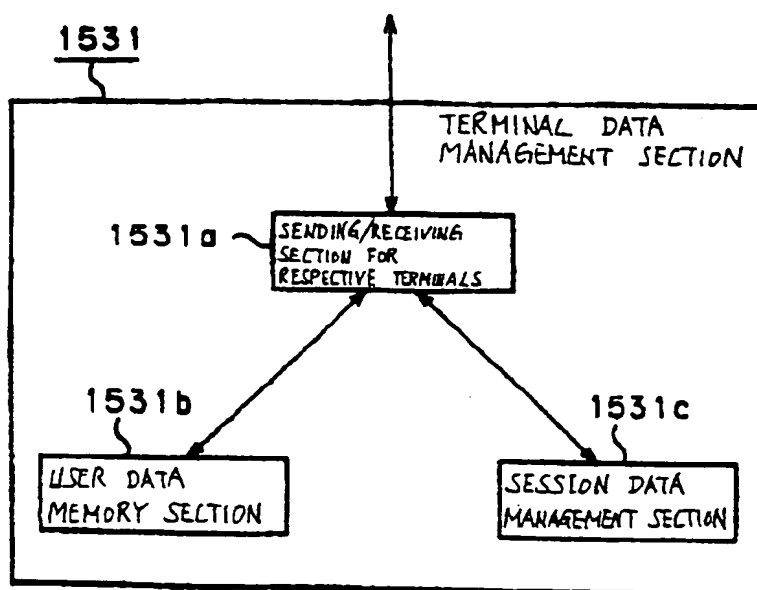 1531
TERMINAL DATA
MANAGEMENT SECTION
1531a
SENDING/RECEIVING
SECTION FOR
RESPECTIVE TERMINALS
1531b
USER DATA
MEMORY SECTION
1531c
SESSION DATA
MANAGEMENT SECTION